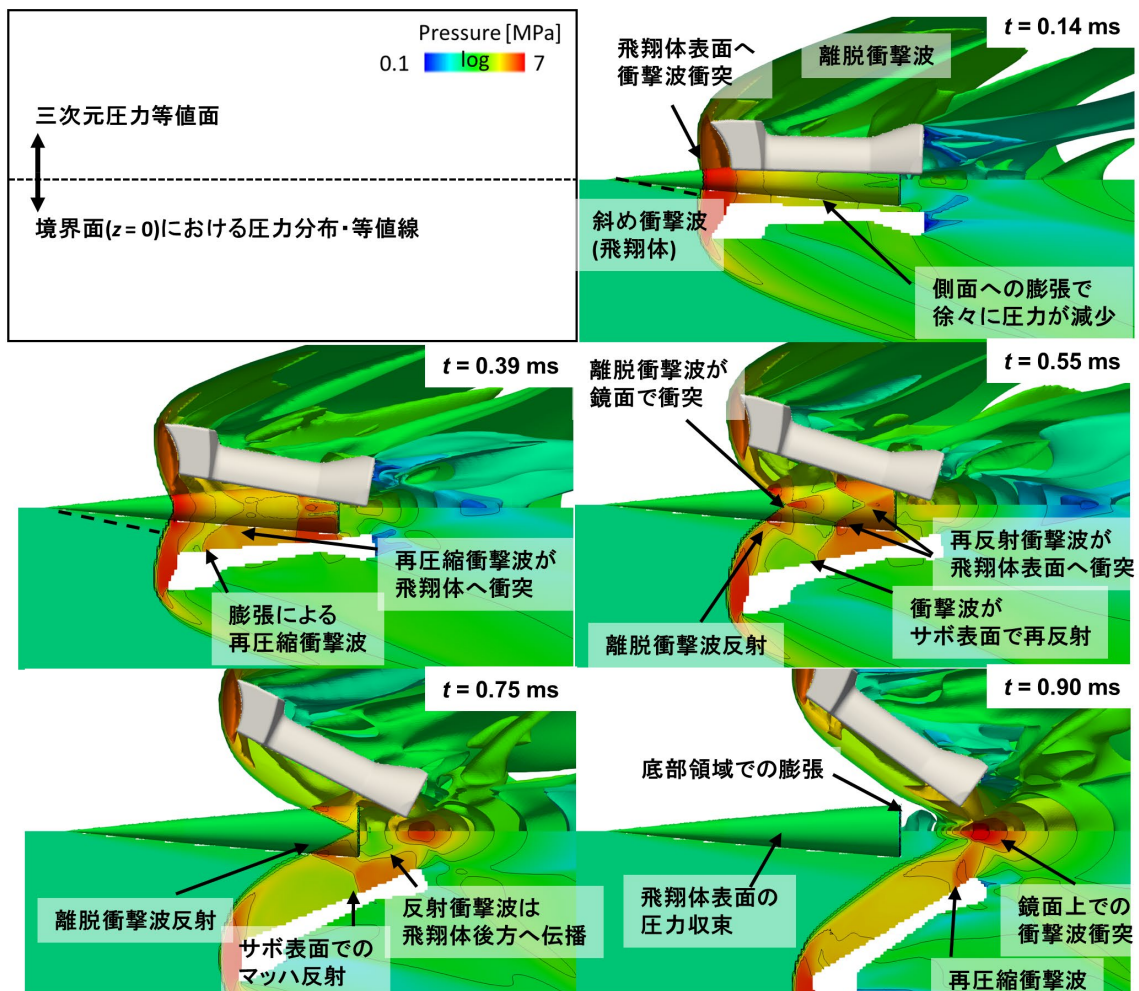 Pressure [MPa]
0.1 log 7
三次元圧力等値面
境界面(z = 0)における圧力分布・等値線
t = 0.14 ms
飛翔体表面へ
衝撃波衝突
離脱衝撃波
斜め衝撃波
(飛翔体)
側面への膨張で
徐々に圧力が減少
t = 0.39 ms
再圧縮衝撃波が
飛翔体へ衝突
膨張による
再圧縮衝撃波
t = 0.55 ms
離脱衝撃波が
鏡面で衝突
再反射衝撃波が
飛翔体表面へ衝突
衝撃波が
サボ表面で再反射
離脱衝撃波反射
t = 0.75 ms
離脱衝撃波反射
反射衝撃波は
飛翔体後方へ伝播
サボ表面での
マッハ反射
t = 0.90 ms
底部領域での膨張
飛翔体表面の
圧力収束
鏡面上での
衝撃波衝突
再圧縮衝撃波